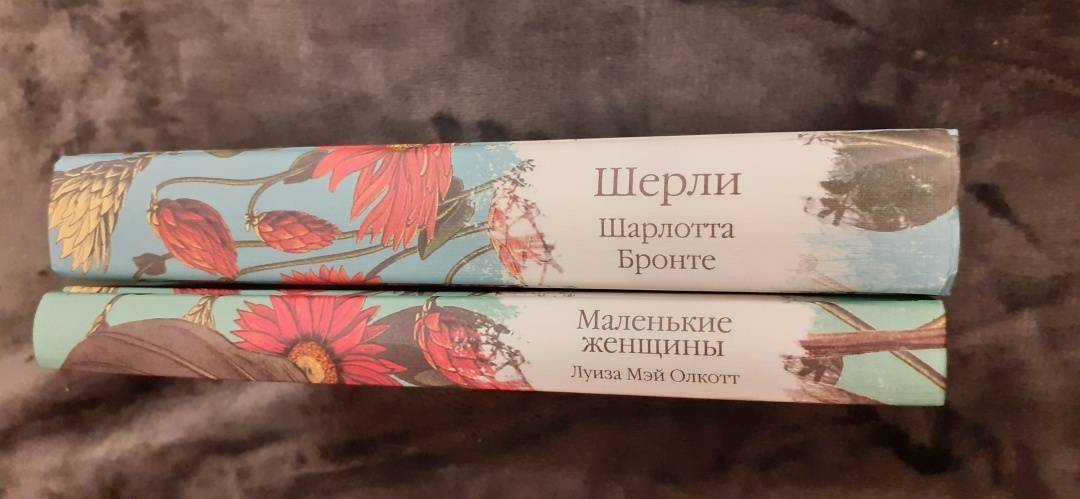 Шерли
Шарлотта
Бронте
Маленькие
женщины
Луиза Мэй Олкотт